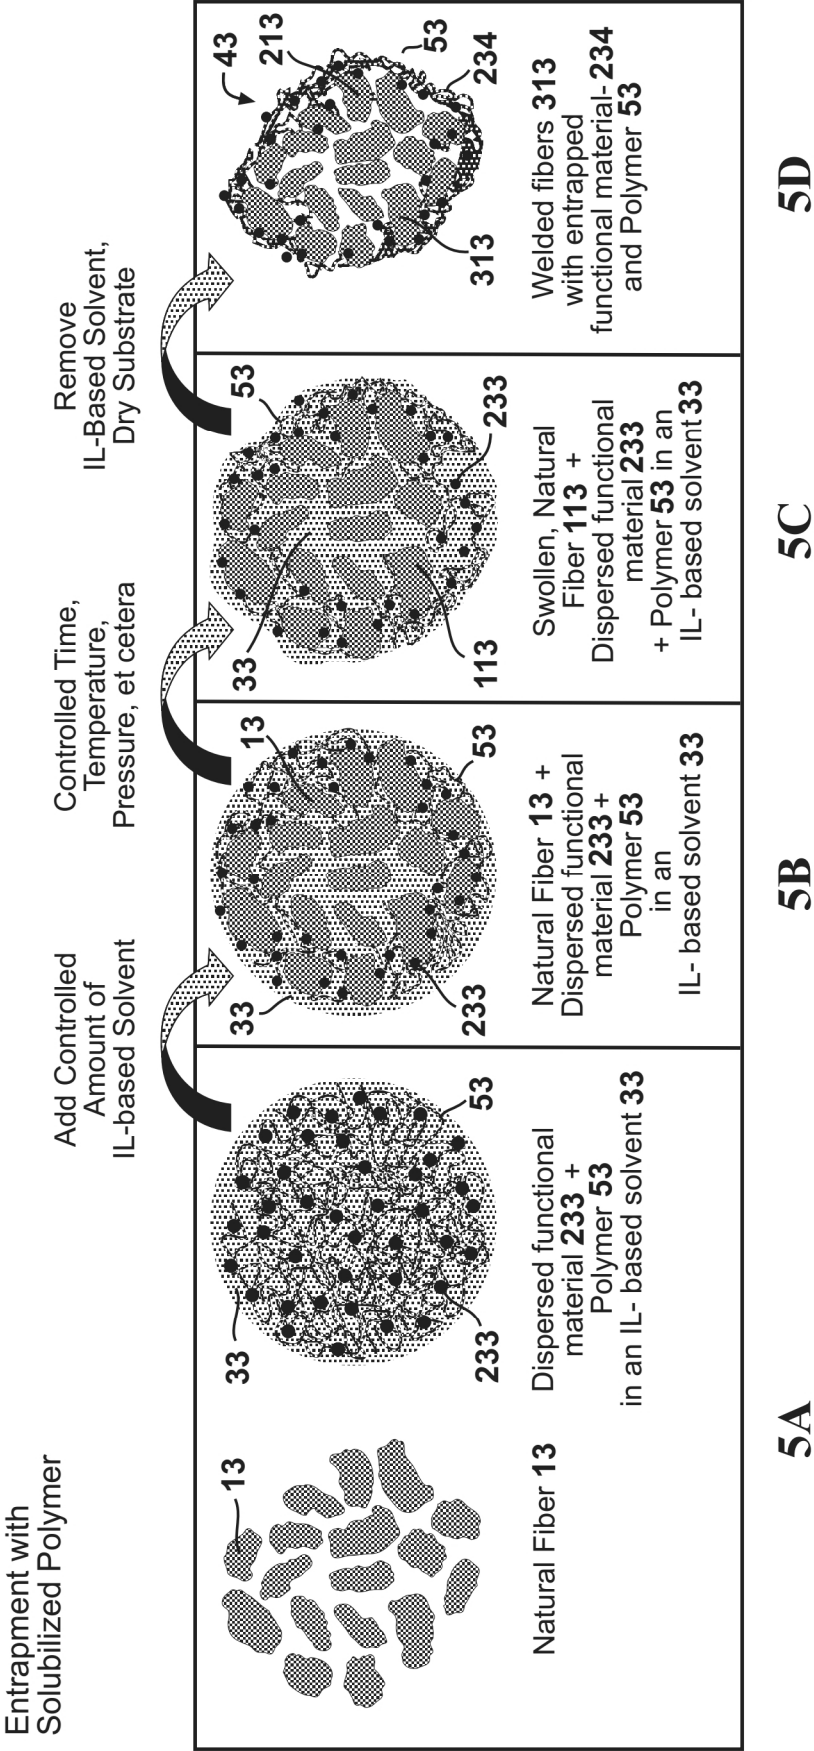 Entrapment with
Solubilized Polymer
Add Controlled
Amount of
IL-based Solvent
Controlled Time,
Temperature,
Pressure, et cetera
Remove
IL-Based Solvent,
Dry Substrate
13
Natural Fiber 13
33
233
53
Dispersed functional
material 233 +
Polymer 53
in an IL- based solvent 33
5A
33
13
233
53
Natural Fiber 13 +
Dispersed functional
material 233 +
Polymer 53
in an
IL- based solvent 33
5B
33
53
113
233
Swollen, Natural
Fiber 113 +
Dispersed functional
material 233
+ Polymer 53 in an
IL- based solvent 33
5C
43
213
53
234
313
Welded fibers 313
with entrapped
functional material- 234
and Polymer 53
5D